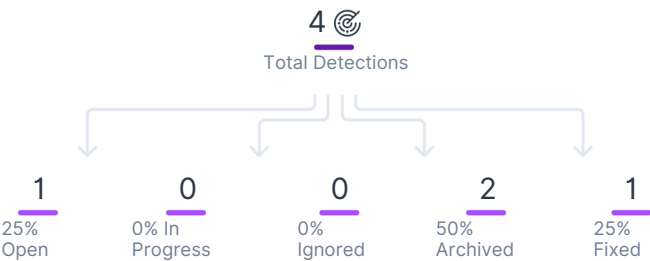 4
Total Detections
1
0
0
2
1
25%
Open
0% In
Progress
0%
Ignored
50%
Archived
25%
Fixed